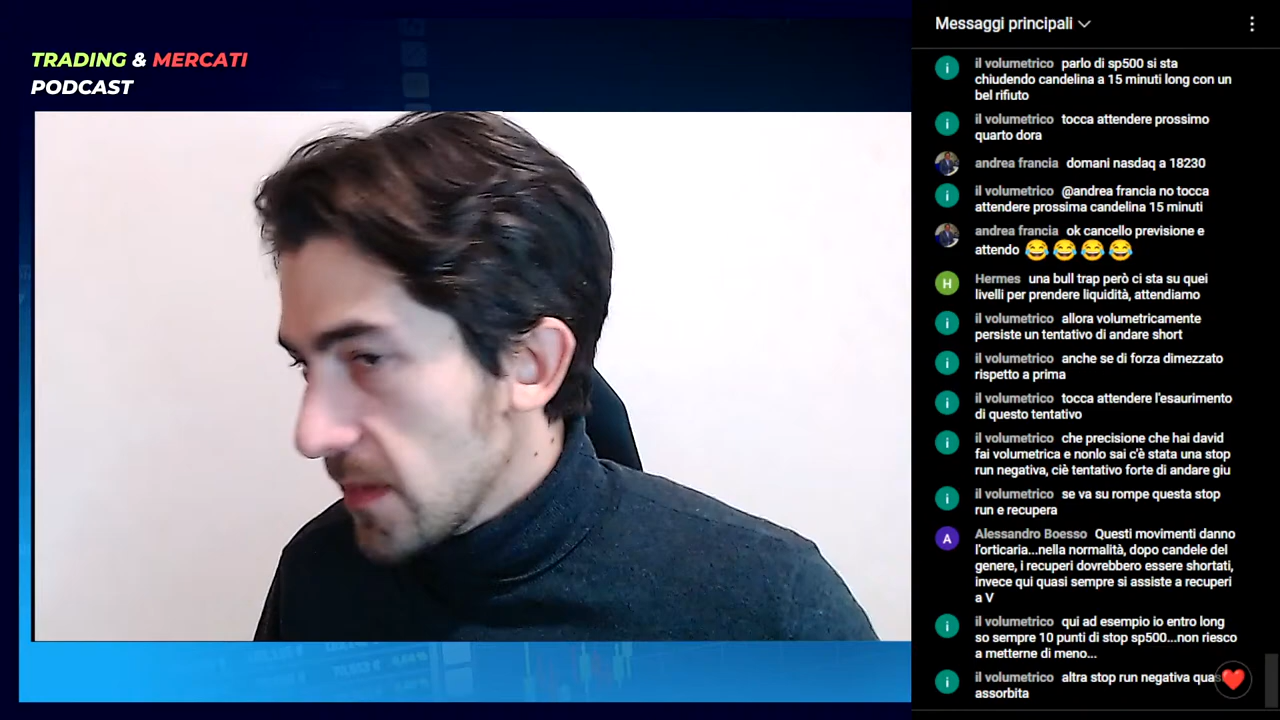 TRADING & MERCATI
PODCAST
Messaggi principali
il volumetrico parlo di sp500 si sta
chiudendo candelina a 15 minuti long con un
bel rifiuto
il volumetrico tocca attendere prossimo
quarto dora
andrea francia domani nasdaq a 18230
il volumetrico @andrea francia no tocca
attendere prossima candelina 15 minuti
andrea francia ok cancello previsione e
attendo 😂😂😂😂
Hermes una bull trap però ci sta su quei
livelli per prendere liquidità, attendiamo
il volumetrico allora volumetricamente
persiste un tentativo di andare short
il volumetrico anche se di forza dimezzato
rispetto a prima
il volumetrico tocca attendere l'esaurimento
di questo tentativo
il volumetrico che precisione che hai david
fai volumetrica e nonlo sai c'è stata una stop
run negativa, ciè tentativo forte di andare giu
il volumetrico se va su rompe questa stop
run e recupera
Alessandro Boesso Questi movimenti danno
l'orticaria...nella normalità, dopo candele del
genere, i recuperi dovrebbero essere shortati,
invece qui quasi sempre si assiste a recuperi
a V
il volumetrico qui ad esempio io entro long
so sempre 10 punti di stop sp500...non riesco
a metterne di meno...
il volumetrico altra stop run negativa quas
assorbita